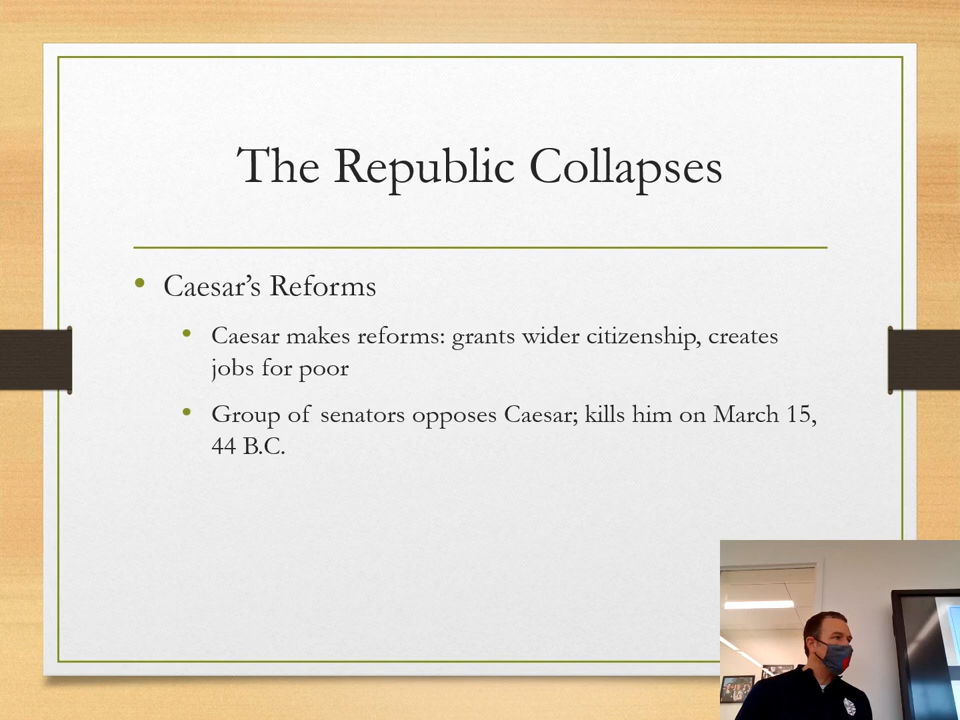 The Republic Collapses
• Caesar’s Reforms
• Caesar makes reforms: grants wider citizenship, creates
jobs for poor
• Group of senators opposes Caesar; kills him on March 15,
44 B.C.